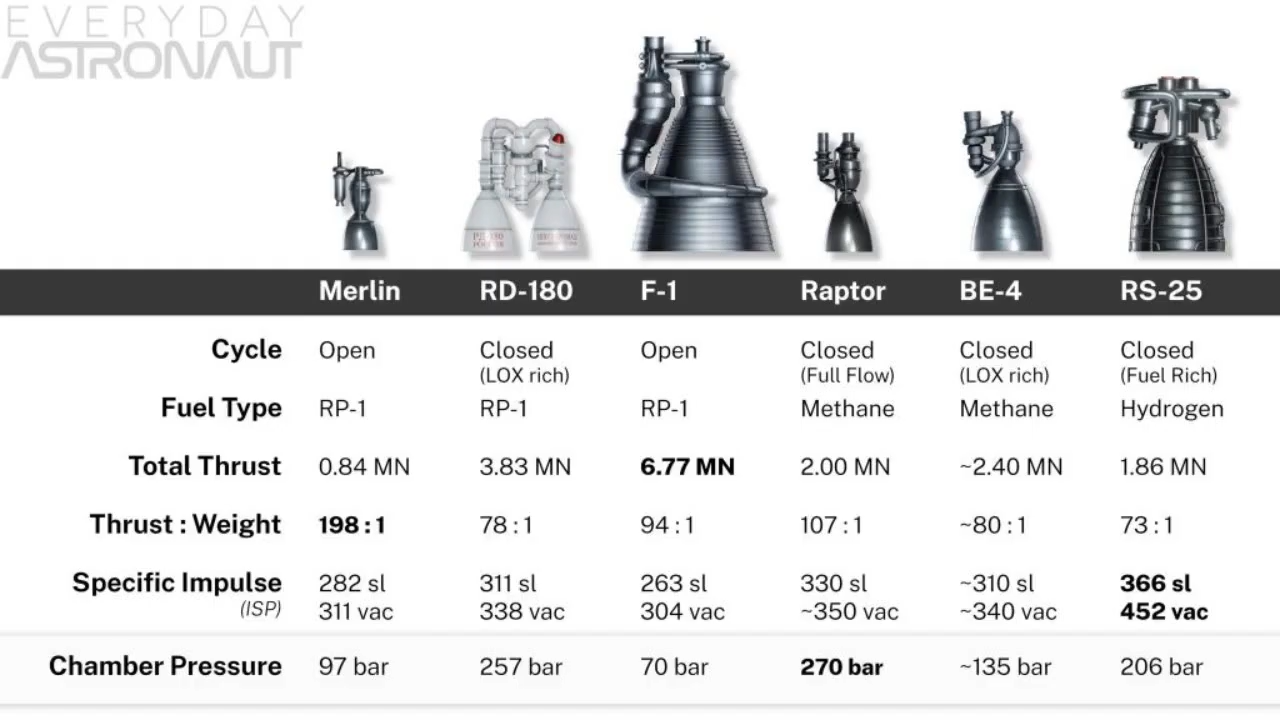 EVERYDAY
ASTRONAUT
Merlin RD-180 F-1 Raptor BE-4 RS-25
Cycle Open Closed Open Closed Closed Closed
(LOX rich) (Full Flow) (LOX rich) (Fuel Rich)
Fuel Type RP-1 RP-1 RP-1 Methane Methane Hydrogen
Total Thrust 0.84 MN 3.83 MN 6.77 MN 2.00 MN ~2.40 MN 1.86 MN
Thrust : Weight 198 : 1 78 : 1 94 : 1 107 : 1 ~80 : 1 73 : 1
Specific Impulse 282 sl 311 sl 263 sl 330 sl ~310 sl 366 sl
(ISP) 311 vac 338 vac 304 vac ~350 vac ~340 vac 452 vac
Chamber Pressure 97 bar 257 bar 70 bar 270 bar ~135 bar 206 bar